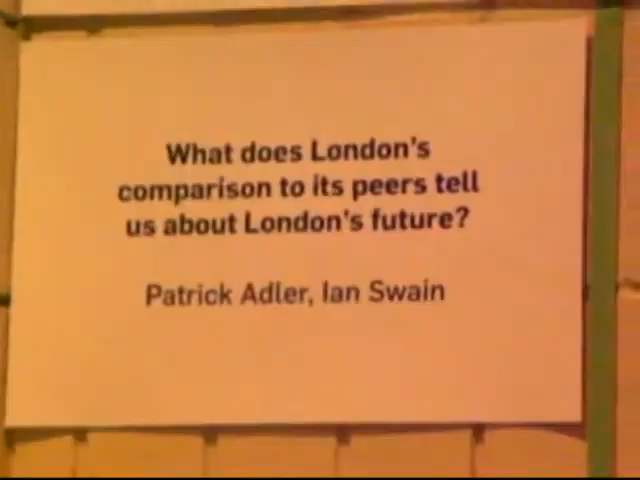 What does London's
comparison to its peers tell
us about London's future?
Patrick Adler, Ian Swain